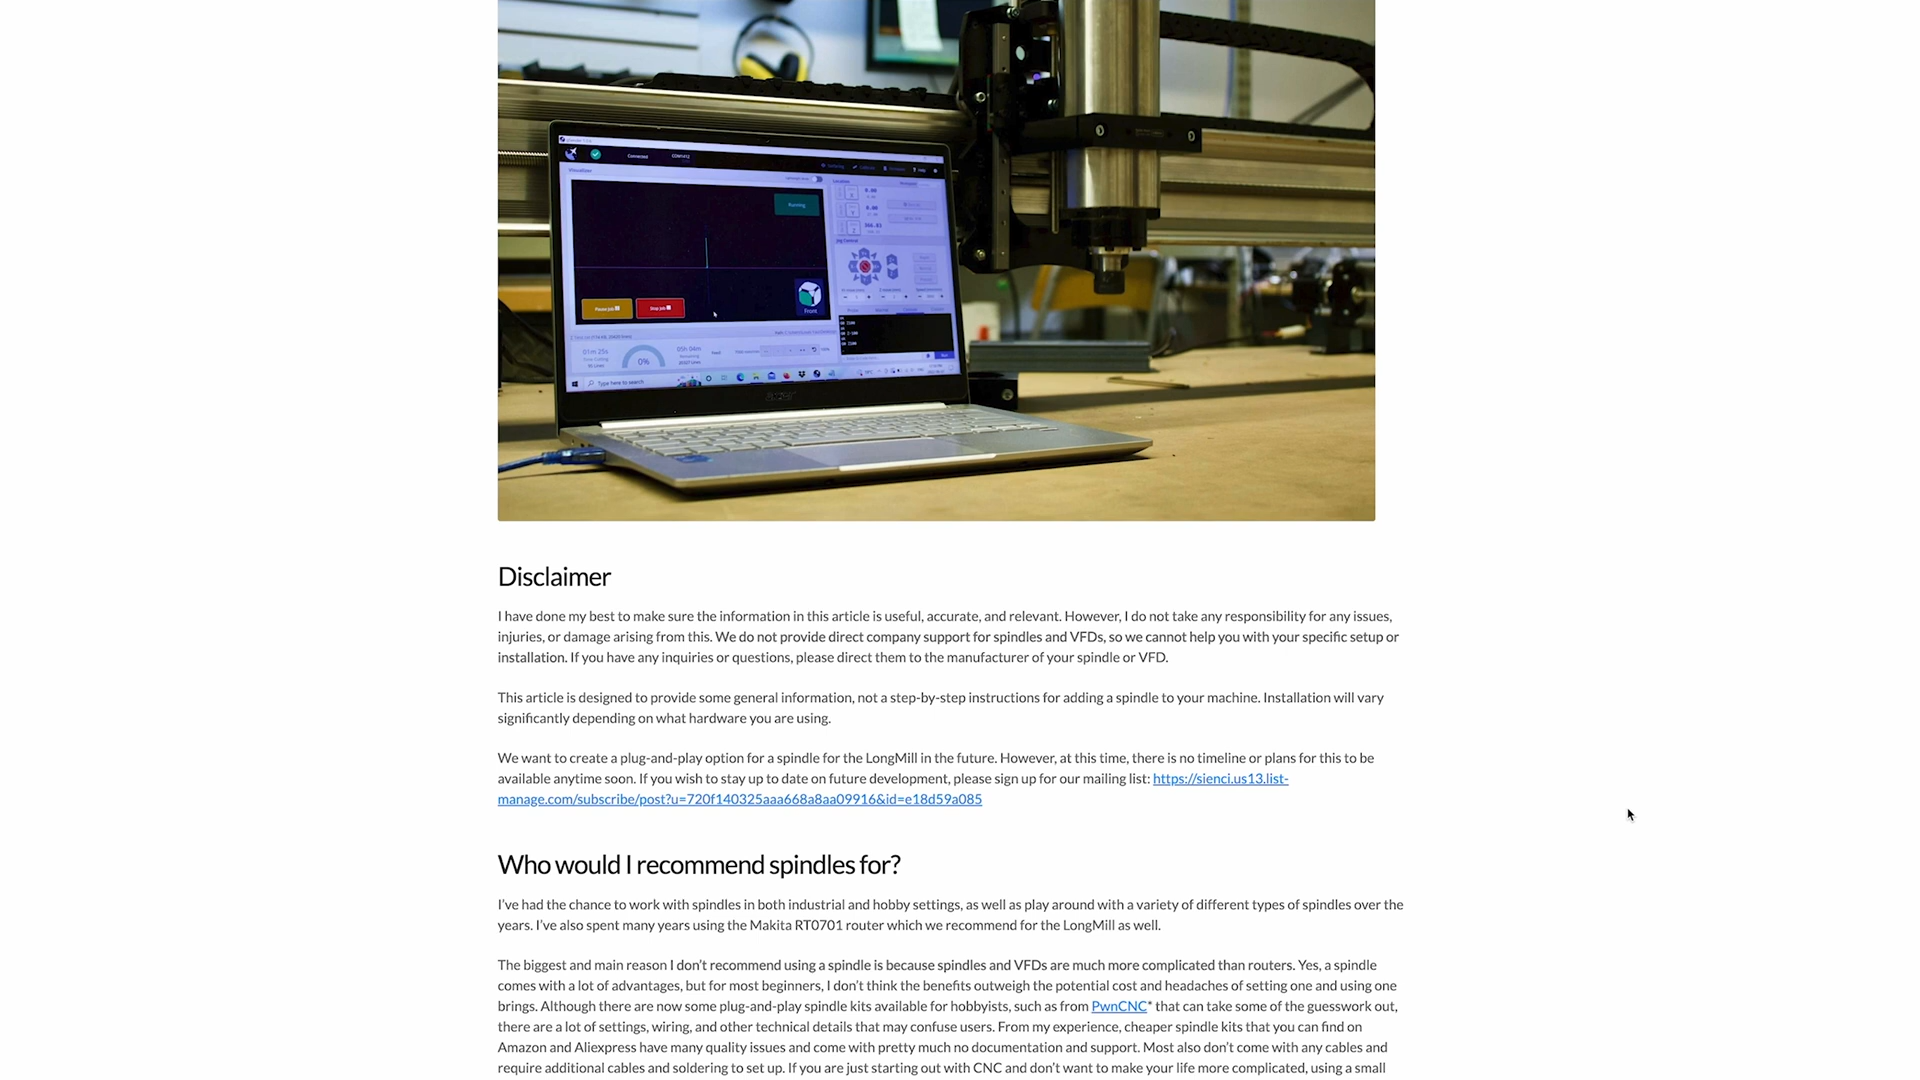 Connected
Running
Pause Job
Stop Job
Front
01m 25s
0%
Type here to search
acer
Disclaimer
I have done my best to make sure the information in this article is useful, accurate, and relevant. However, I do not take any responsibility for any issues,
injuries, or damage arising from this. We do not provide direct company support for spindles and VFDs, so we cannot help you with your specific setup or
installation. If you have any inquiries or questions, please direct them to the manufacturer of your spindle or VFD.
This article is designed to provide some general information, not a step-by-step instructions for adding a spindle to your machine. Installation will vary
significantly depending on what hardware you are using.
We want to create a plug-and-play option for a spindle for the LongMill in the future. However, at this time, there is no timeline or plans for this to be
available anytime soon. If you wish to stay up to date on future development, please sign up for our mailing list: https://sienci.us13.list-
manage.com/subscribe/post?u=720f140325aaa668a8aa09916&id=e18d59a085
Who would I recommend spindles for?
I've had the chance to work with spindles in both industrial and hobby settings, as well as play around with a variety of different types of spindles over the
years. I've also spent many years using the Makita RT0701 router which we recommend for the LongMill as well.
The biggest and main reason I don't recommend using a spindle is because spindles and VFDs are much more complicated than routers. Yes, a spindle
comes with a lot of advantages, but for most beginners, I don't think the benefits outweigh the potential cost and headaches of setting one and using one
brings. Although there are now some plug-and-play spindle kits available for hobbyists, such as from PwnCNC* that can take some of the guesswork out,
there are a lot of settings, wiring, and other technical details that may confuse users. From my experience, cheaper spindle kits that you can find on
Amazon and Aliexpress have many quality issues and come with pretty much no documentation and support. Most also don't come with any cables and
require additional cables and soldering to set up. If you are just starting out with CNC and don't want to make your life more complicated, using a small